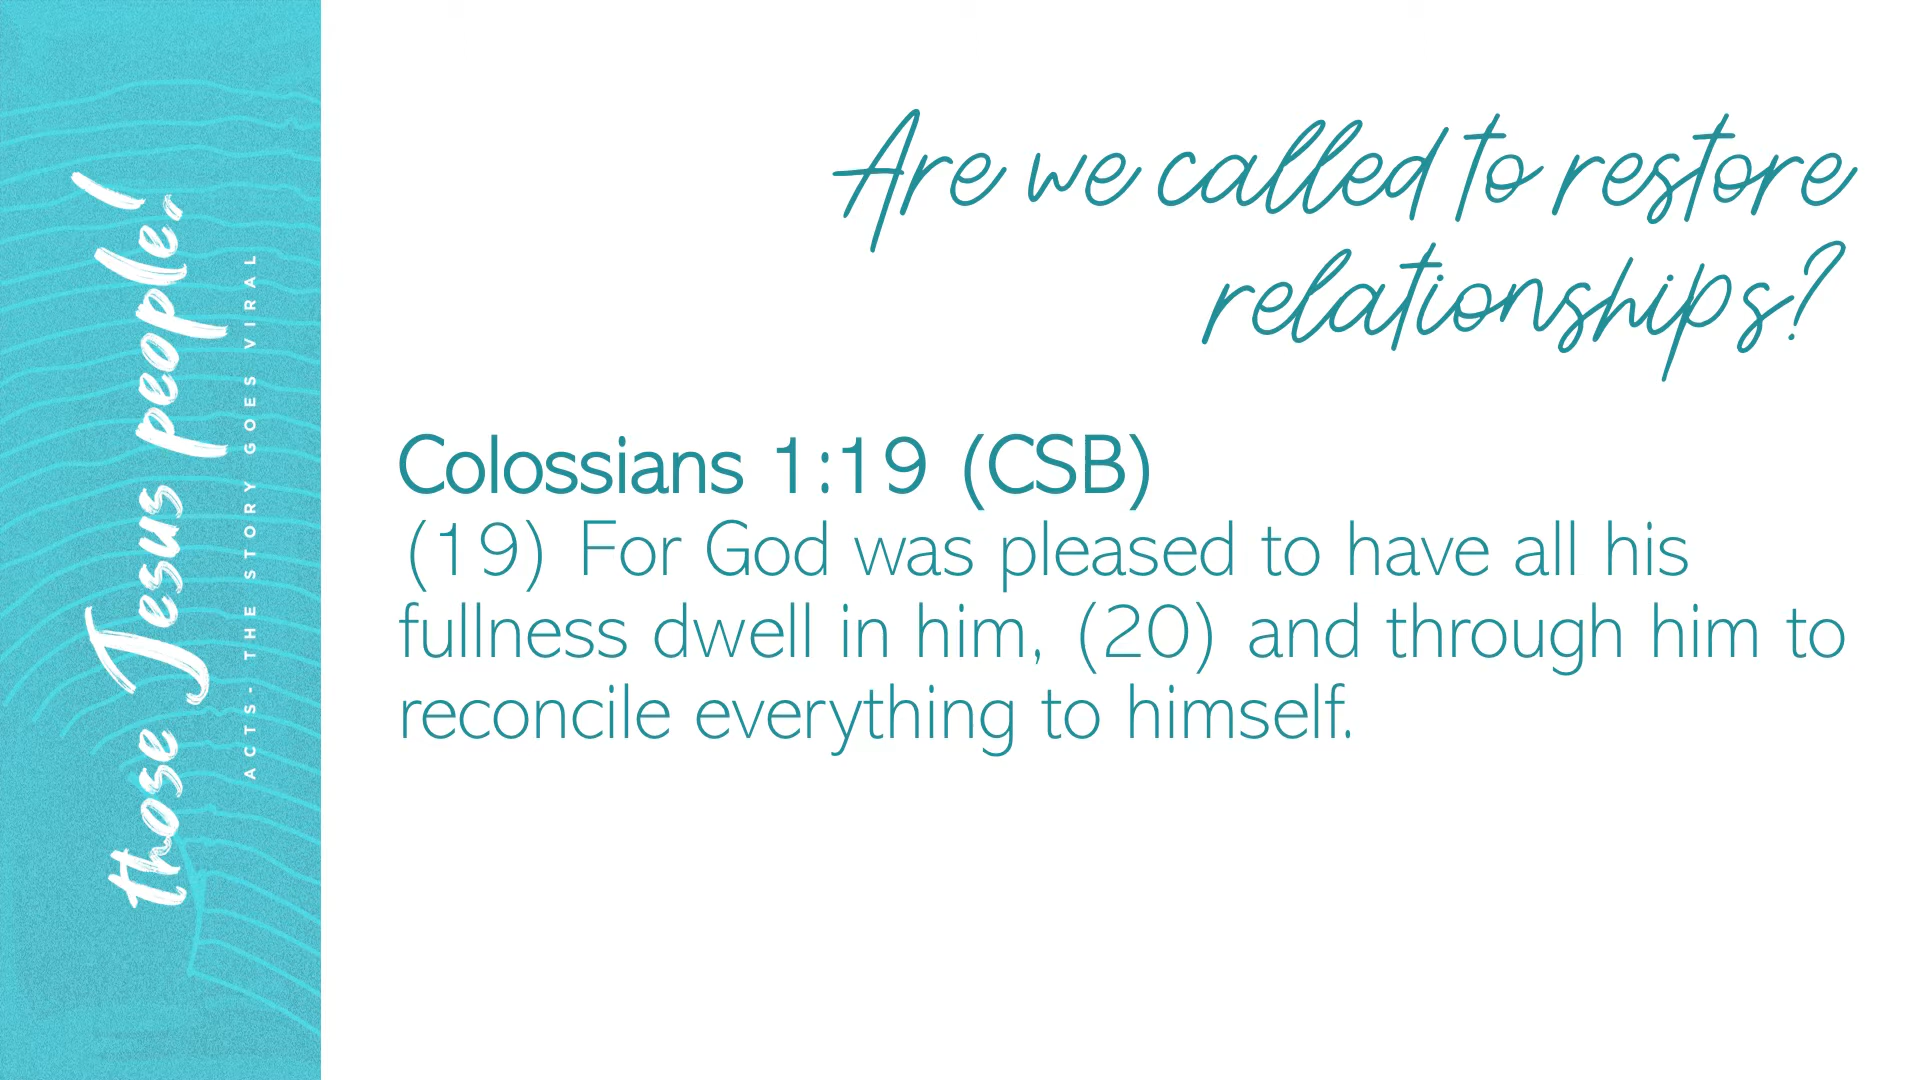 those Jesus people!
ACTS- THE STORY GOES VIRAL
Are we called to restore
relationships?
Colossians 1:19 (CSB)
(19) For God was pleased to have all his
fullness dwell in him, (20) and through him to
reconcile everything to himself.